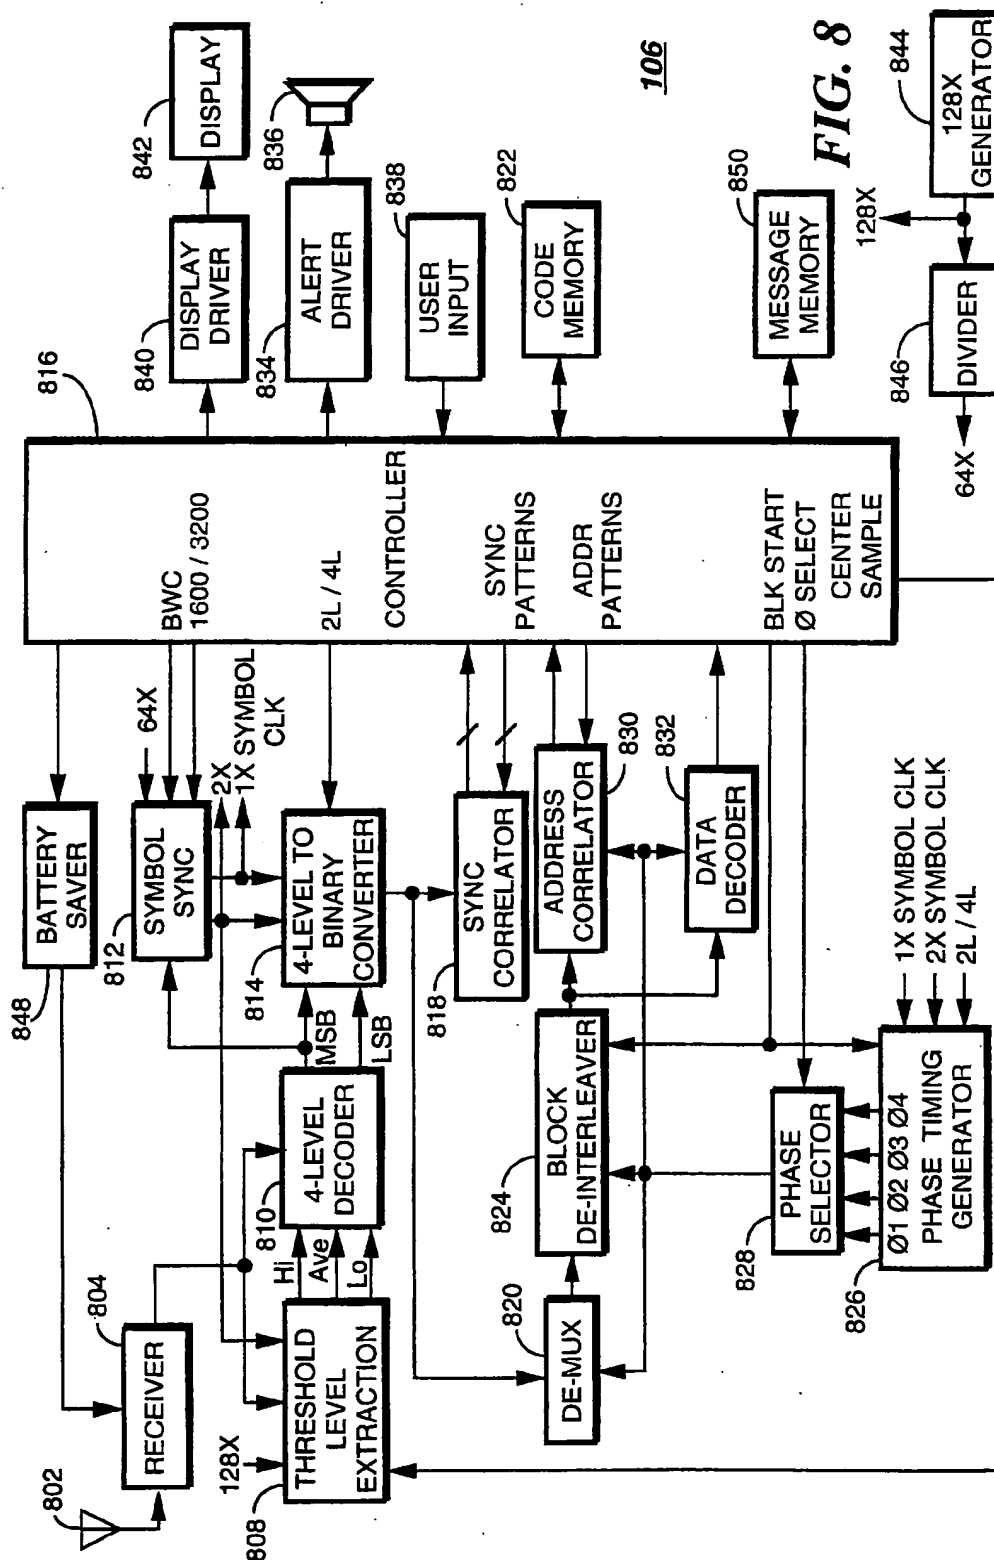 802
804
RECEIVER
848
BATTERY
SAVER
816
840
DISPLAY
DRIVER
842
DISPLAY
834
ALERT
DRIVER
836
838
USER
INPUT
822
CODE
MEMORY
850
MESSAGE
MEMORY
106
FIG. 8
844
128X
GENERATOR
128X
846
DIVIDER
64X
BWC
1600 / 3200
2L / 4L
CONTROLLER
SYNC
PATTERNS
ADDR
PATTERNS
BLK START
Ø SELECT
CENTER
SAMPLE
64X
812
SYMBOL
SYNC
2X
1X SYMBOL
CLK
128X
808
THRESHOLD
LEVEL
EXTRACTION
Hi
Ave
Lo
810
4-LEVEL
DECODER
MSB
LSB
814
4-LEVEL TO
BINARY
CONVERTER
818
SYNC
CORRELATOR
820
DE-MUX
824
BLOCK
DE-INTERLEAVER
830
ADDRESS
CORRELATOR
832
DATA
DECODER
828
PHASE
SELECTOR
826
Ø1 Ø2 Ø3 Ø4
PHASE TIMING
GENERATOR
1X SYMBOL CLK
2X SYMBOL CLK
2L / 4L